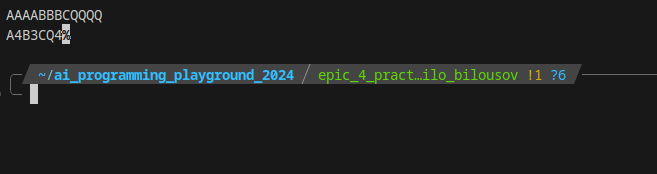 AAAABBBCQQQQ
A4B3CQ4%
~/ai_programming_playground_2024 / epic_4_pract…ilo_bilousov !1 ?6